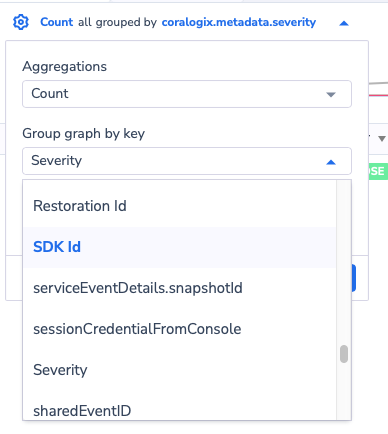 Count all grouped by coralogix.metadata.severity
Aggregations
Count
Group graph by key
Severity
Restoration Id
SDK Id
serviceEventDetails.snapshotId
sessionCredentialFromConsole
Severity
sharedEventID